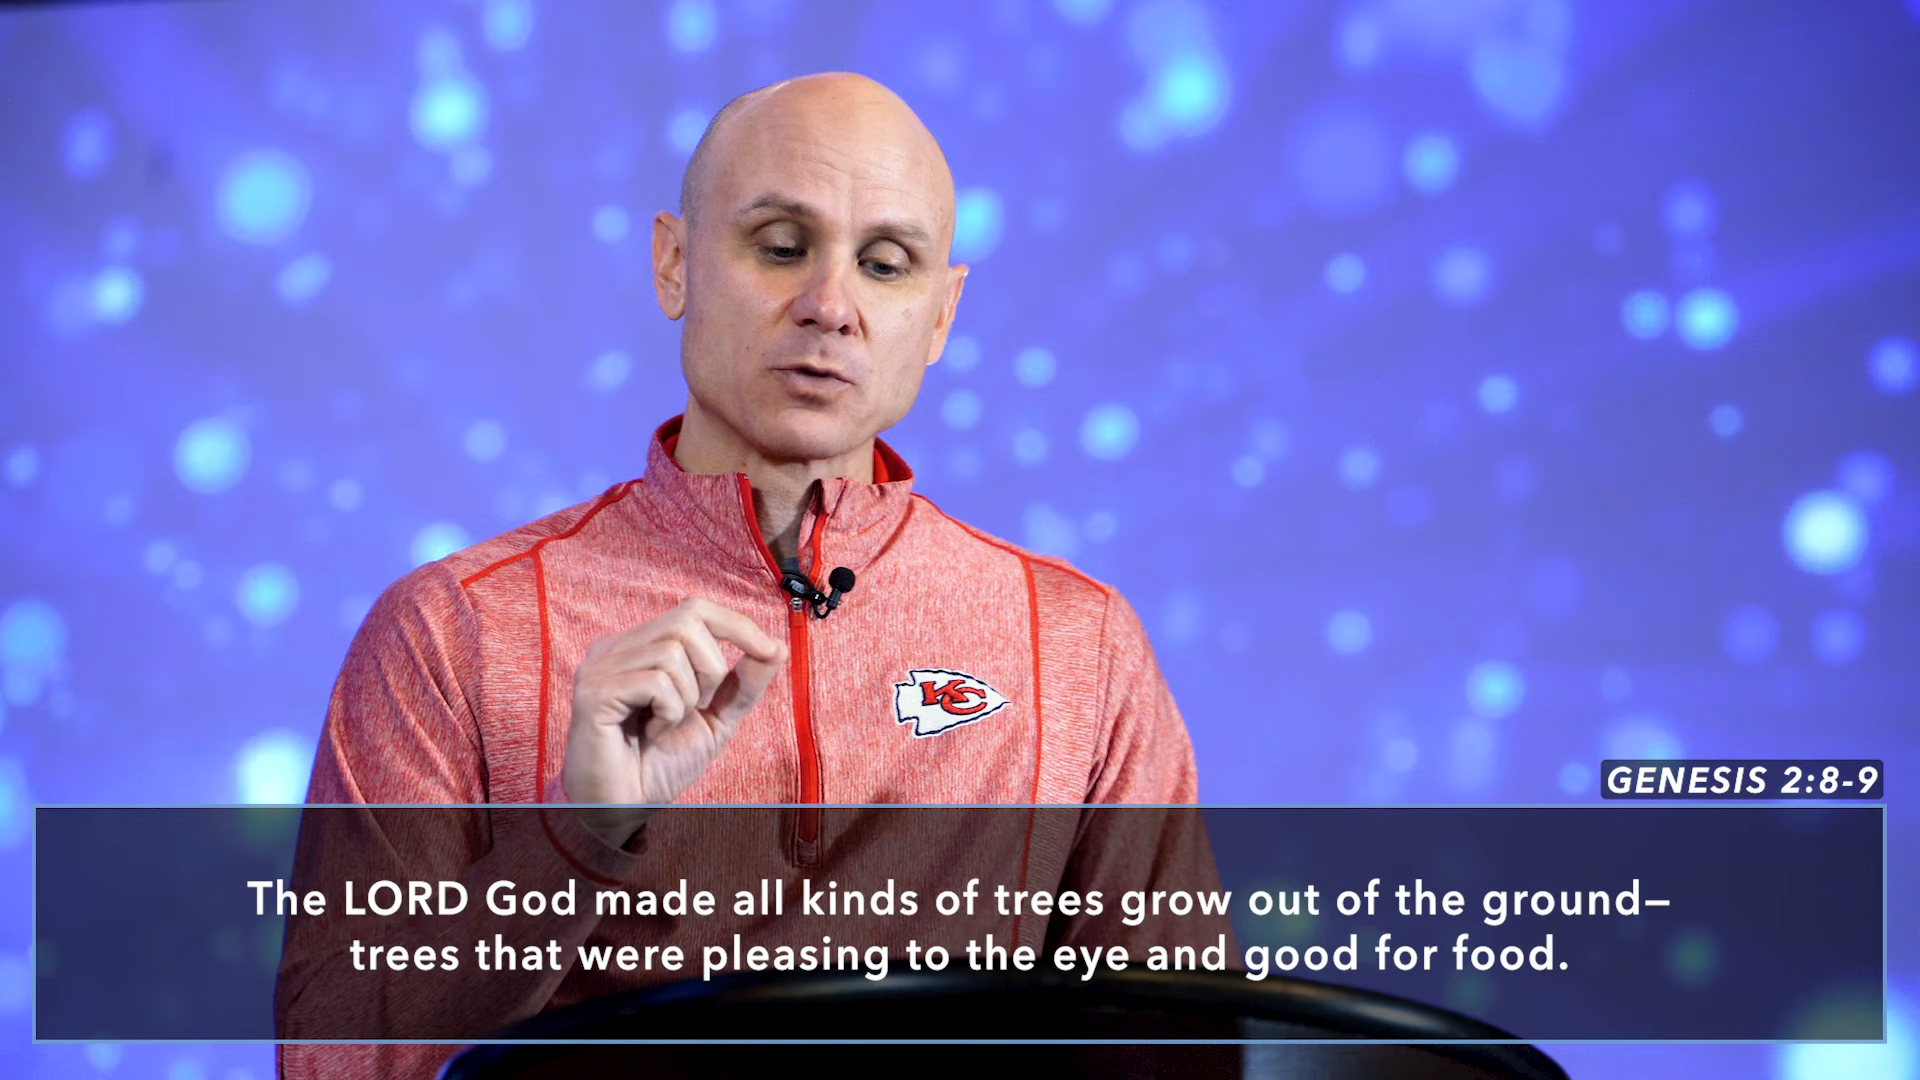 KC
GENESIS 2:8-9
The LORD God made all kinds of trees grow out of the ground–
trees that were pleasing to the eye and good for food.